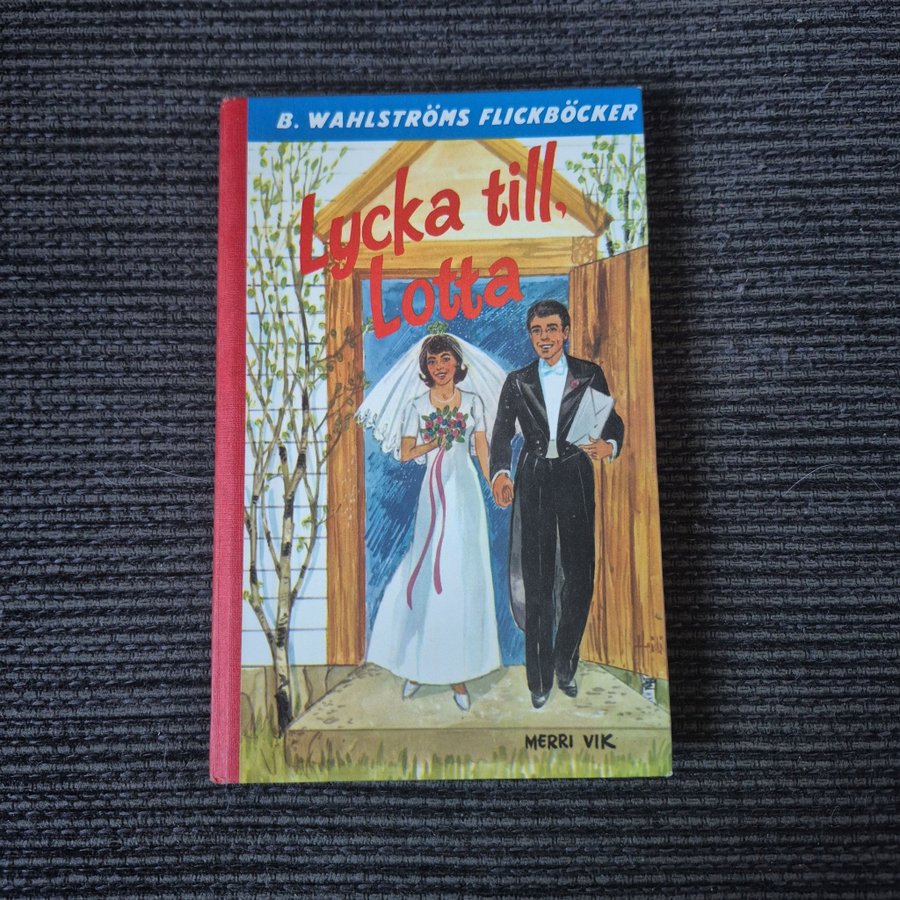 B. WAHLSTRÖMS FLICKBÖCKER
Lycka till,
Lotta
MERRI VIK